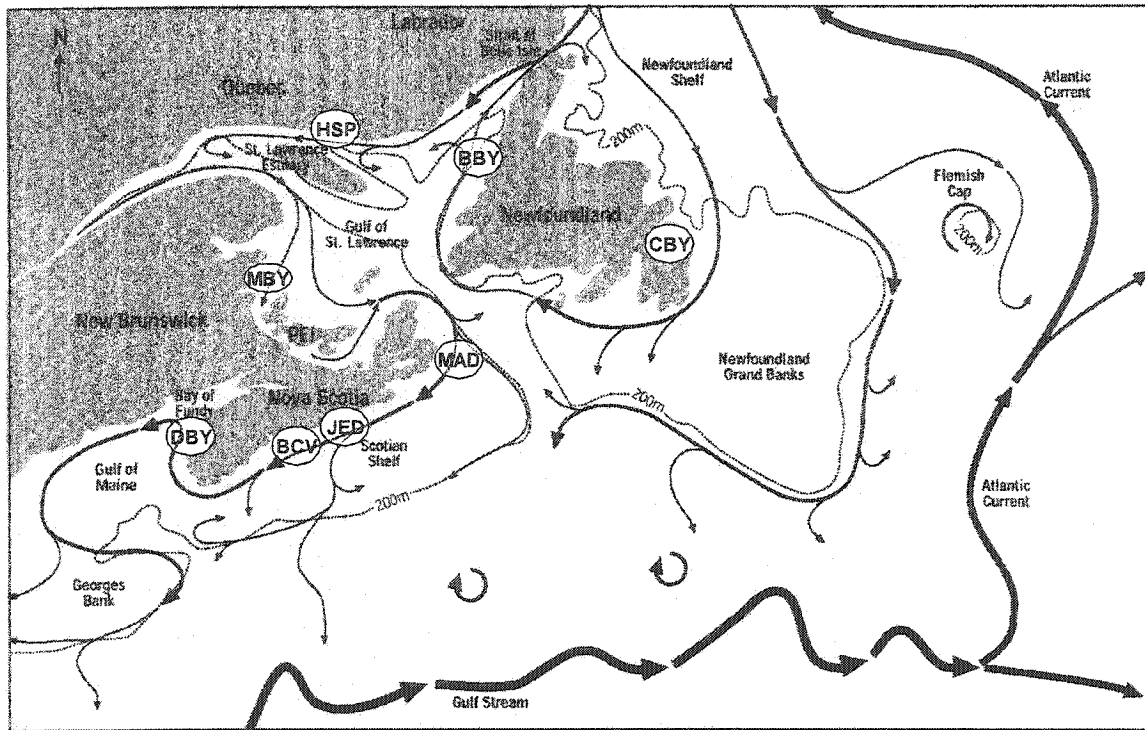 Labrador
N
Strait of
Belle Isle
Newfoundland
Shelf
Atlantic
Current
Quebec
HSP
St. Lawrence
Estuary
BBY
200m
Flemish
Cap
200m
Newfoundland
Gulf of
St. Lawrence
CBY
MBY
New Brunswick
PEI
MAD
Newfoundland
Grand Banks
200m
Bay of
Fundy
Nova Scotia
JED
DBY
BCV
Scotian
Shelf
Gulf of
Maine
200m
Atlantic
Current
Georges
Bank
Gulf Stream